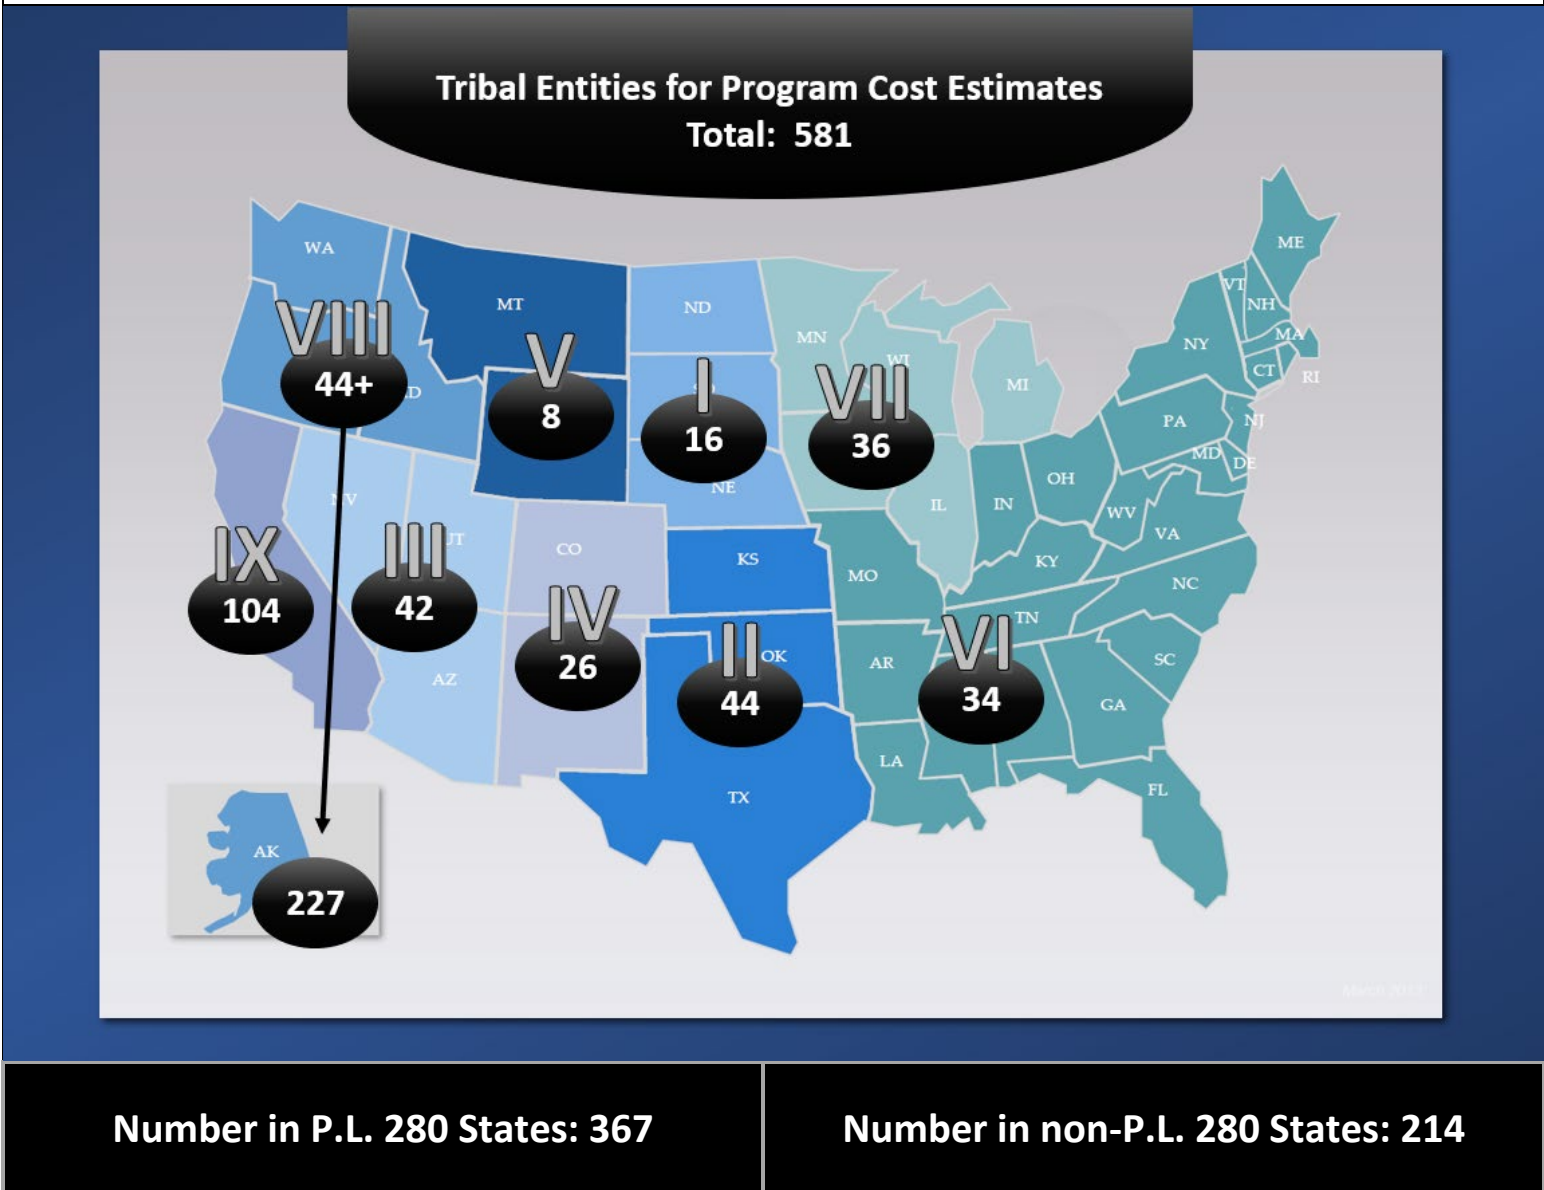 Tribal Entities for Program Cost Estimates
Total: 581
WA
MT
ND
MN
WI
MI
ME
VT
NH
MA
NY
CT
RI
VIII
44+
D
V
8
I
16
VII
36
PA
NJ
MD
DE
NE
NV
UT
CO
KS
IL
IN
OH
WV
VA
KY
MO
NC
IX
104
III
42
IV
26
II
OK
44
AR
VI
34
TN
SC
GA
AZ
LA
TX
FL
AK
227
Number in P.L. 280 States: 367
Number in non-P.L. 280 States: 214